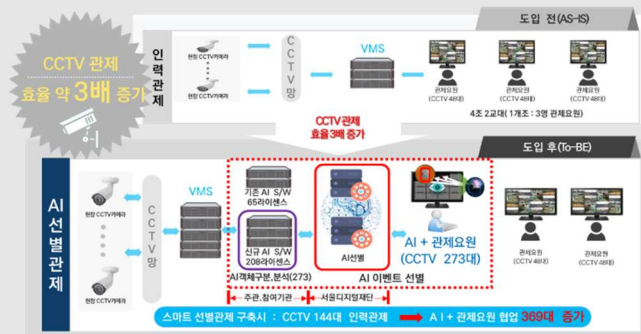 CCTV 관제
효율 약 3배 증가
도입 전(AS-IS)
인력관제
현장 CCTV카메라
현장 CCTV카메라
CCTV망
VMS
관제요원
(CCTV 48대)
관제요원
(CCTV 48대)
관제요원
(CCTV 48대)
4조 2교대( 1개조 : 3명 관제요원)
CCTV 관제
효율3배 증가
도입 후(To-BE)
AI선별관제
현장 CCTV카메라
현장 CCTV카메라
CCTV망
VMS
기존 AI S/W
65라이센스
신규 AI S/W
208라이센스
AI객체구분,분석(273)
AI선별
AI 이벤트 선별
AI + 관제요원
(CCTV 273대)
관제요원
(CCTV 48대)
관제요원
(CCTV 48대)
주관,참여기관
서울디지털재단
스마트 선별관제 구축시 : CCTV 144대 인력관제 AI + 관제요원 협업 369대 증가